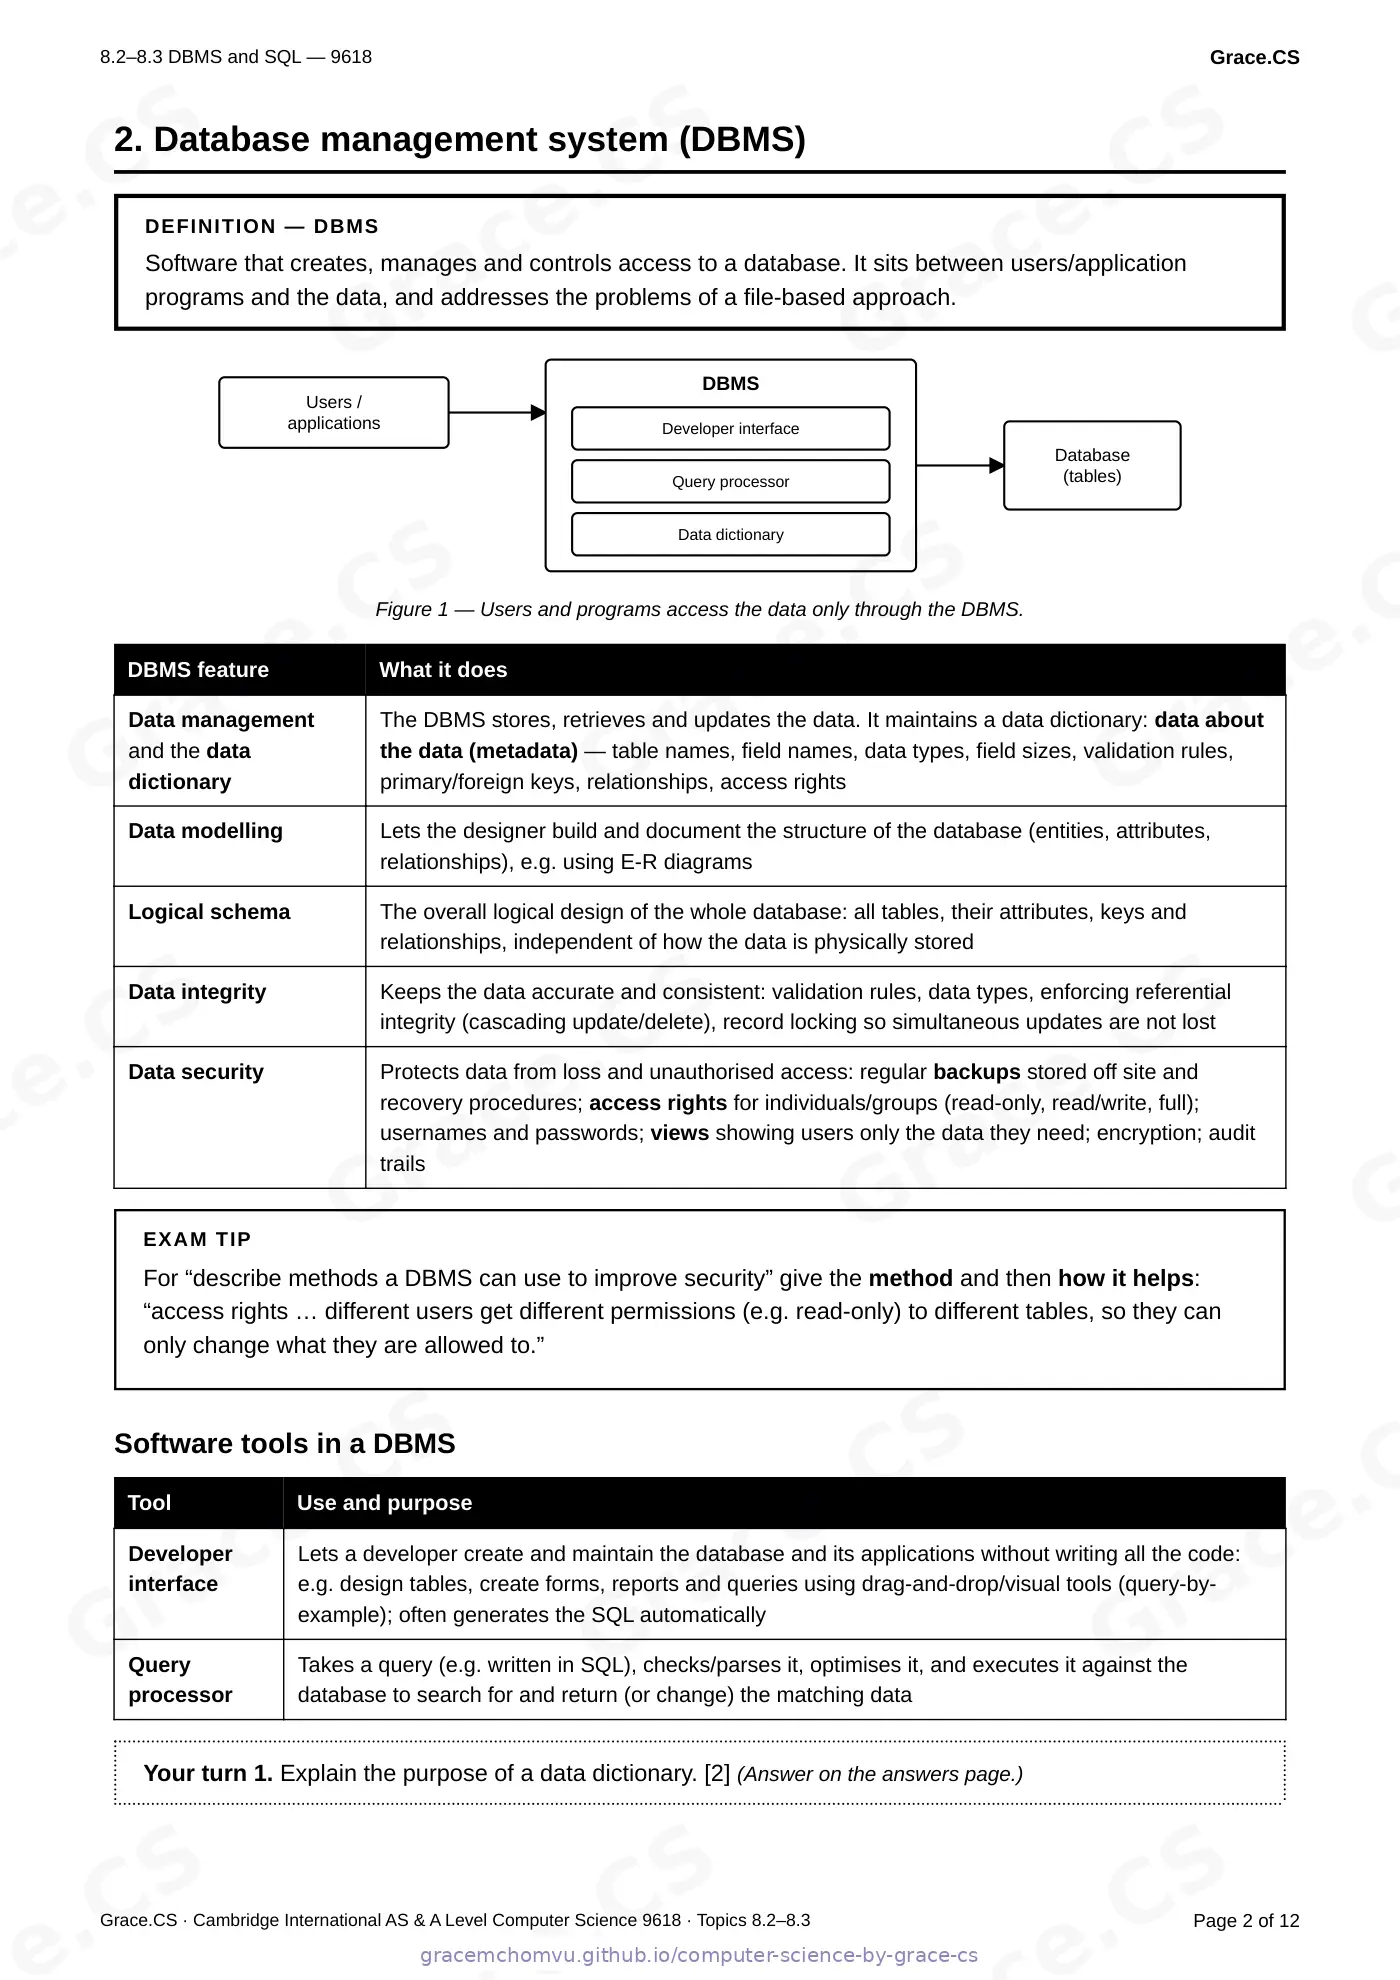 8.2–8.3 DBMS and SQL — 9618
Grace.CS
2. Database management system (DBMS)
DEFINITION — DBMS
Software that creates, manages and controls access to a database. It sits between users/application
programs and the data, and addresses the problems of a file-based approach.
Users /
applications
DBMS
Developer interface
Query processor
Data dictionary
Database
(tables)
Figure 1 — Users and programs access the data only through the DBMS.
DBMS feature
What it does
Data management
and the data
dictionary
The DBMS stores, retrieves and updates the data. It maintains a data dictionary: data about
the data (metadata) — table names, field names, data types, field sizes, validation rules,
primary/foreign keys, relationships, access rights
Data modelling
Lets the designer build and document the structure of the database (entities, attributes,
relationships), e.g. using E-R diagrams
Logical schema
The overall logical design of the whole database: all tables, their attributes, keys and
relationships, independent of how the data is physically stored
Data integrity
Keeps the data accurate and consistent: validation rules, data types, enforcing referential
integrity (cascading update/delete), record locking so simultaneous updates are not lost
Data security
Protects data from loss and unauthorised access: regular backups stored off site and
recovery procedures; access rights for individuals/groups (read-only, read/write, full);
usernames and passwords; views showing users only the data they need; encryption; audit
trails
EXAM TIP
For “describe methods a DBMS can use to improve security” give the method and then how it helps:
“access rights … different users get different permissions (e.g. read-only) to different tables, so they can
only change what they are allowed to.”
Software tools in a DBMS
Tool
Use and purpose
Developer
interface
Lets a developer create and maintain the database and its applications without writing all the code:
e.g. design tables, create forms, reports and queries using drag-and-drop/visual tools (query-by-
example); often generates the SQL automatically
Query
processor
Takes a query (e.g. written in SQL), checks/parses it, optimises it, and executes it against the
database to search for and return (or change) the matching data
Your turn 1. Explain the purpose of a data dictionary. [2] (Answer on the answers page.)
Grace.CS · Cambridge International AS & A Level Computer Science 9618 · Topics 8.2–8.3
Page 2 of 12
gracemchomvu.github.io/computer-science-by-grace-cs